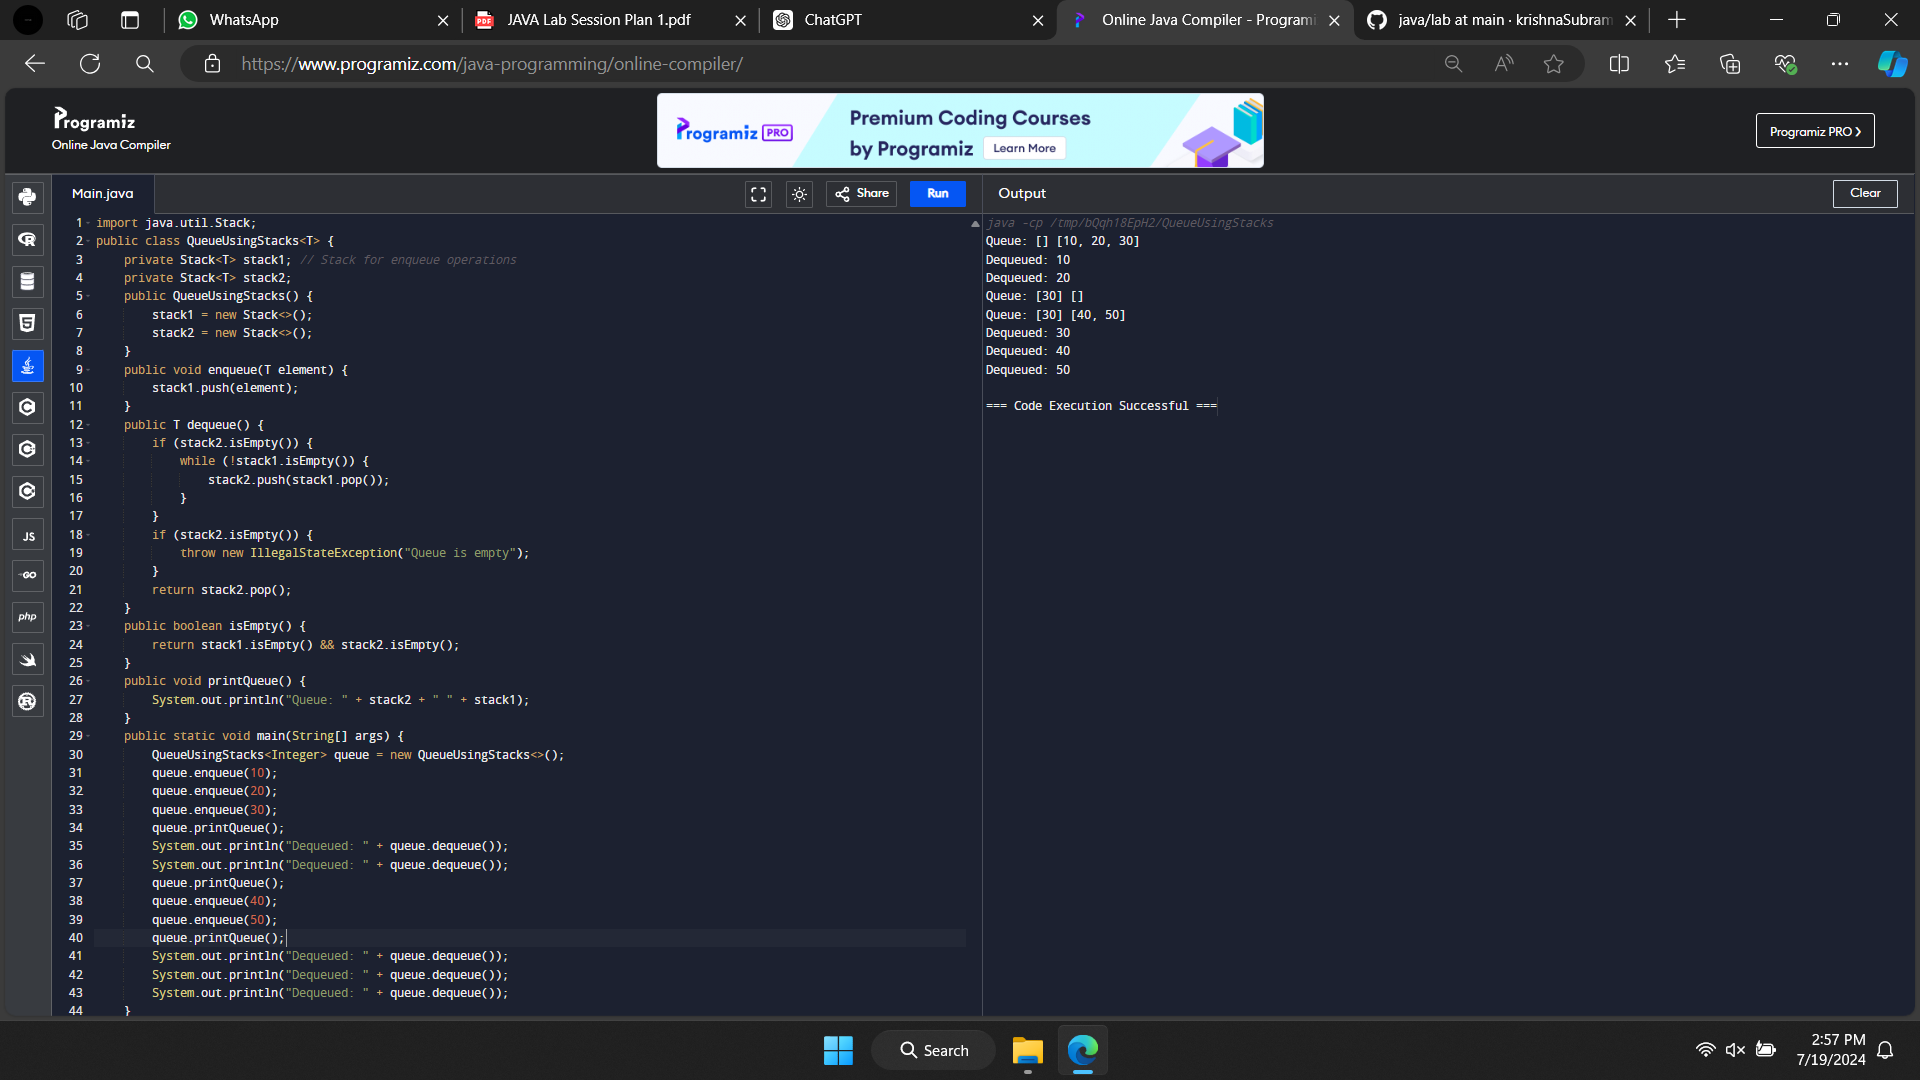 WhatsApp
JAVA Lab Session Plan 1.pdf
ChatGPT
Online Java Compiler - Programi
java/lab at main · krishnaSubram
https://www.programiz.com/java-programming/online-compiler/
Programiz
Online Java Compiler
Programiz PRO
Premium Coding Courses
by Programiz
Learn More
Programiz PRO ›
Main.java
Share
Run
Output
Clear
1 import java.util.Stack;
2 public class QueueUsingStacks<T> {
3 private Stack<T> stack1; // Stack for enqueue operations
4 private Stack<T> stack2;
5 public QueueUsingStacks() {
6 stack1 = new Stack<>();
7 stack2 = new Stack<>();
8 }
9 public void enqueue(T element) {
10 stack1.push(element);
11 }
12 public T dequeue() {
13 if (stack2.isEmpty()) {
14 while (!stack1.isEmpty()) {
15 stack2.push(stack1.pop());
16 }
17 }
18 if (stack2.isEmpty()) {
19 throw new IllegalStateException("Queue is empty");
20 }
21 return stack2.pop();
22 }
23 public boolean isEmpty() {
24 return stack1.isEmpty() && stack2.isEmpty();
25 }
26 public void printQueue() {
27 System.out.println("Queue: " + stack2 + " " + stack1);
28 }
29 public static void main(String[] args) {
30 QueueUsingStacks<Integer> queue = new QueueUsingStacks<>();
31 queue.enqueue(10);
32 queue.enqueue(20);
33 queue.enqueue(30);
34 queue.printQueue();
35 System.out.println("Dequeued: " + queue.dequeue());
36 System.out.println("Dequeued: " + queue.dequeue());
37 queue.printQueue();
38 queue.enqueue(40);
39 queue.enqueue(50);
40 queue.printQueue();
41 System.out.println("Dequeued: " + queue.dequeue());
42 System.out.println("Dequeued: " + queue.dequeue());
43 System.out.println("Dequeued: " + queue.dequeue());
44 }
java -cp /tmp/bQqh18EpH2/QueueUsingStacks
Queue: [] [10, 20, 30]
Dequeued: 10
Dequeued: 20
Queue: [30] []
Queue: [30] [40, 50]
Dequeued: 30
Dequeued: 40
Dequeued: 50
=== Code Execution Successful ===
JS
GO
php
Search
2:57 PM
7/19/2024